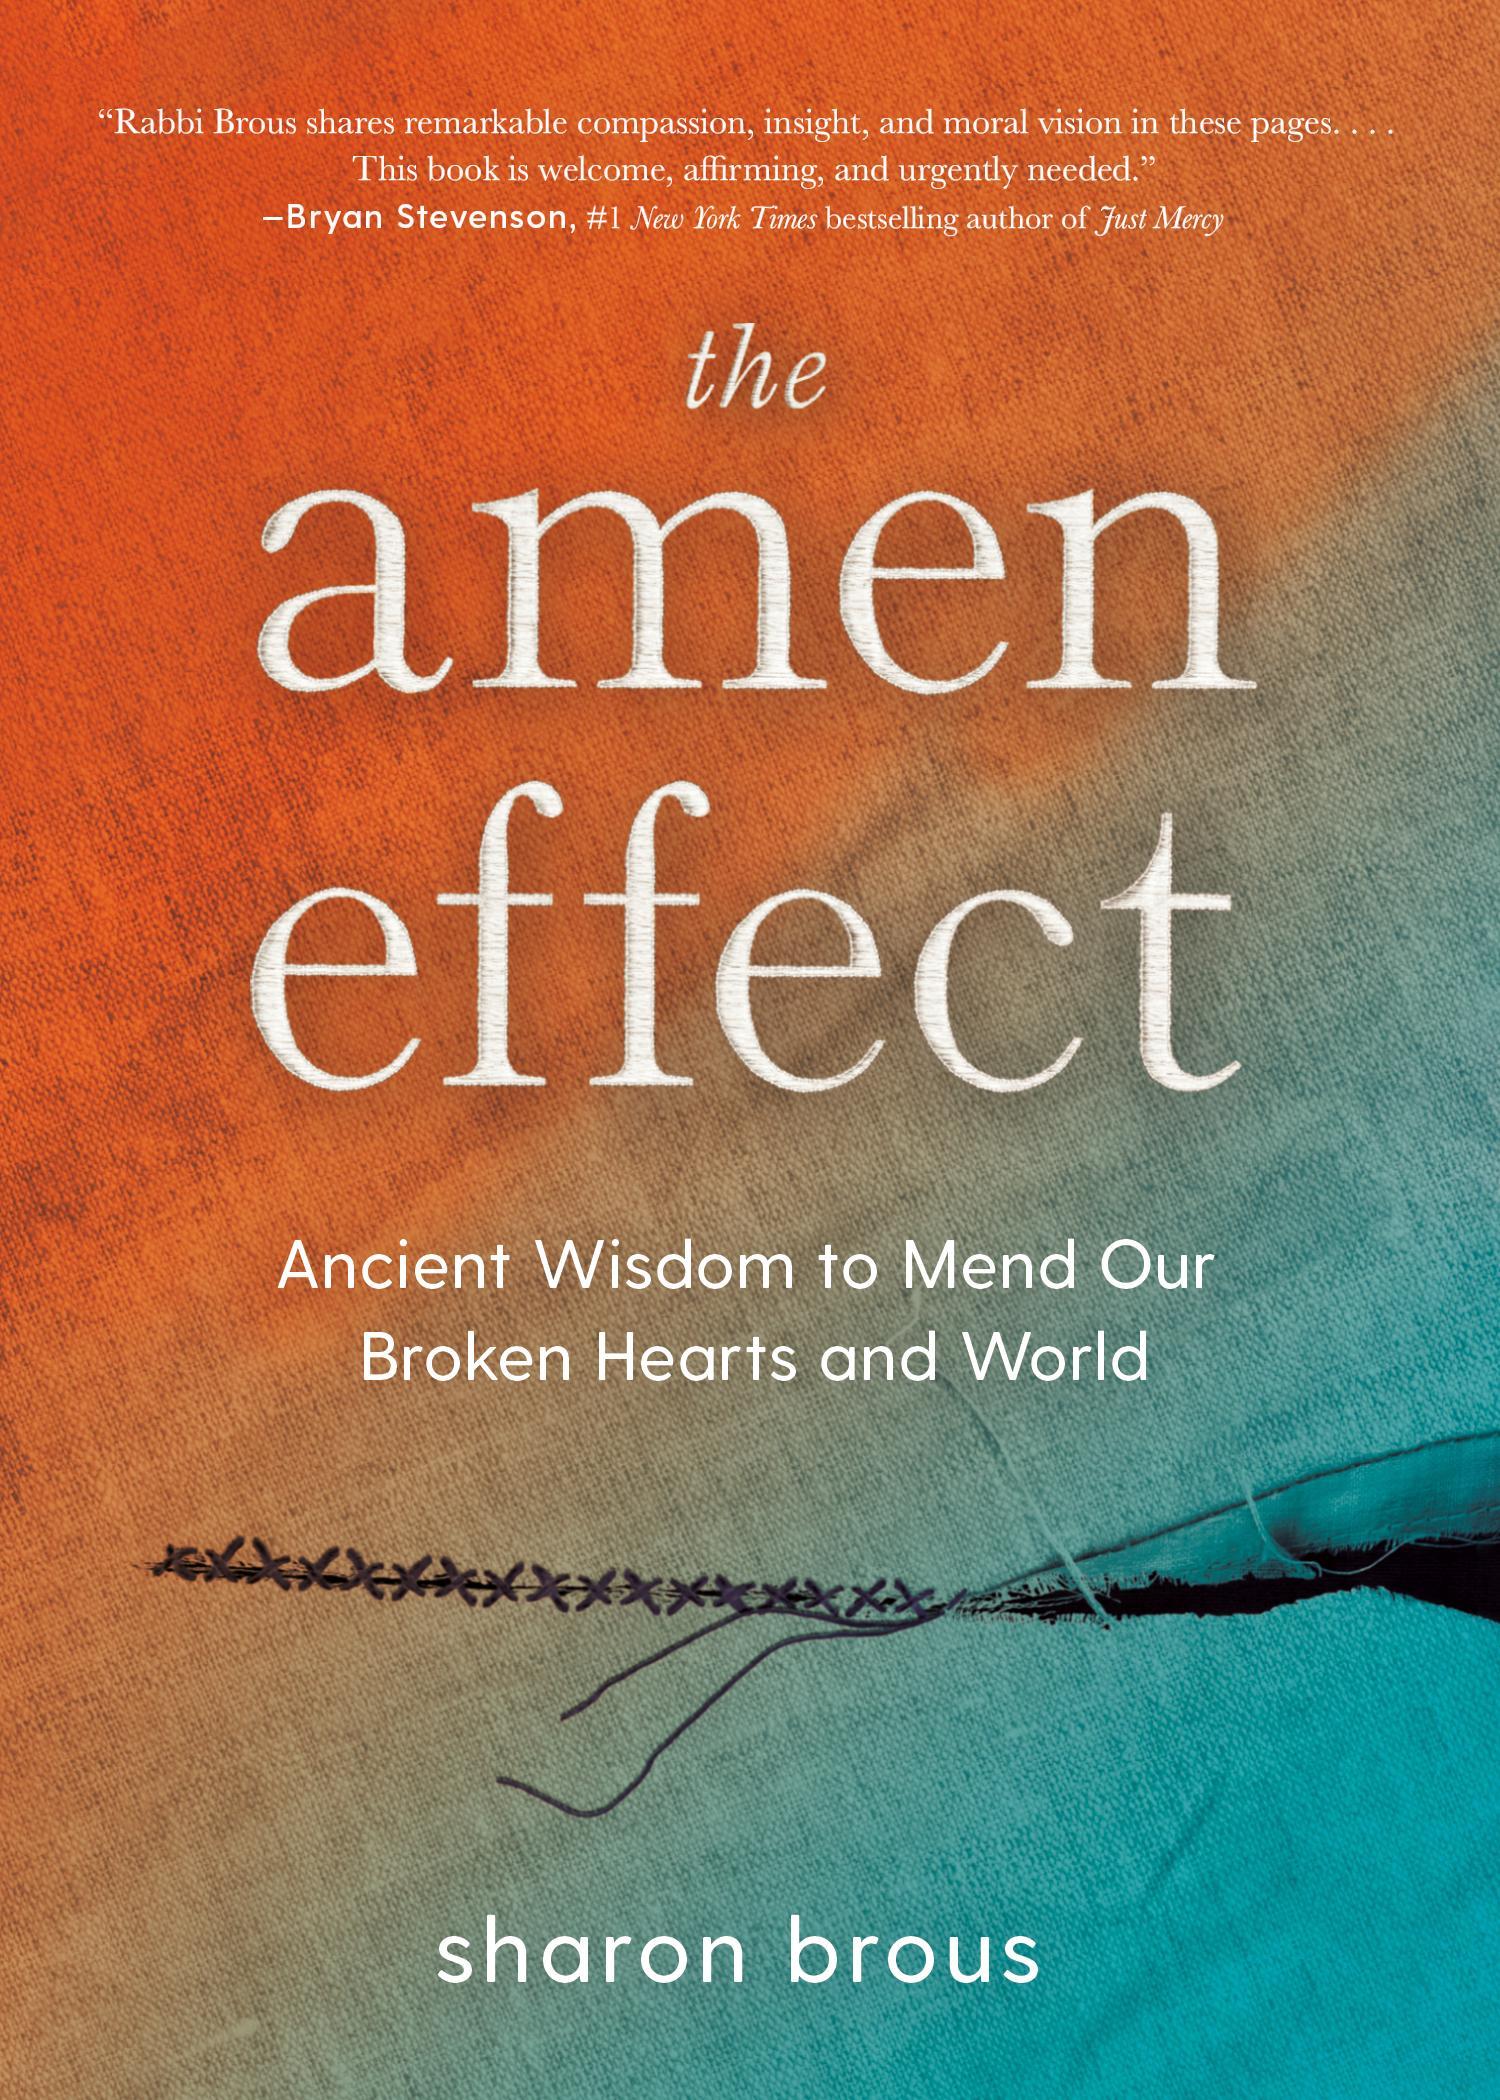 “Rabbi Brous shares remarkable compassion, insight, and moral vision in these pages. . . .
This book is welcome, affirming, and urgently needed.”
—Bryan Stevenson, #1 New York Times bestselling author of Just Mercy
the
amen
effect
Ancient Wisdom to Mend Our
Broken Hearts and World
sharon brous